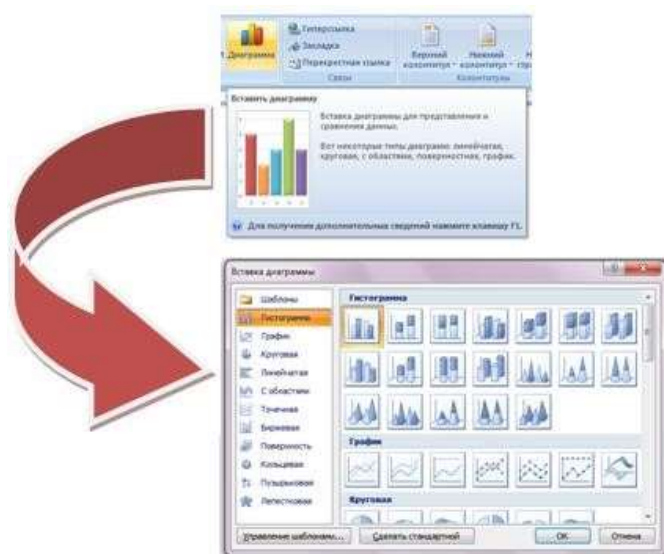 Диаграмма
Гиперссылка
Закладка
Перекрестная ссылка
Связи
Верхний колонтитул
Нижний колонтитул
Колонтитулы
Вставить диаграмму
Вставка диаграммы для представления и
сравнения данных.
Вот некоторые типы диаграмм: линейчатая,
круговая, с областями, поверхностная, график.
Для получения дополнительных сведений нажмите клавишу F1.
Вставка диаграммы
Шаблоны
Гистограмма
График
Круговая
Линейчатая
С областями
Точечная
Биржевая
Поверхность
Кольцевая
Пузырьковая
Лепестковая
Гистограмма
График
Круговая
Управление шаблонами...
Сделать стандартной
ОК
Отмена